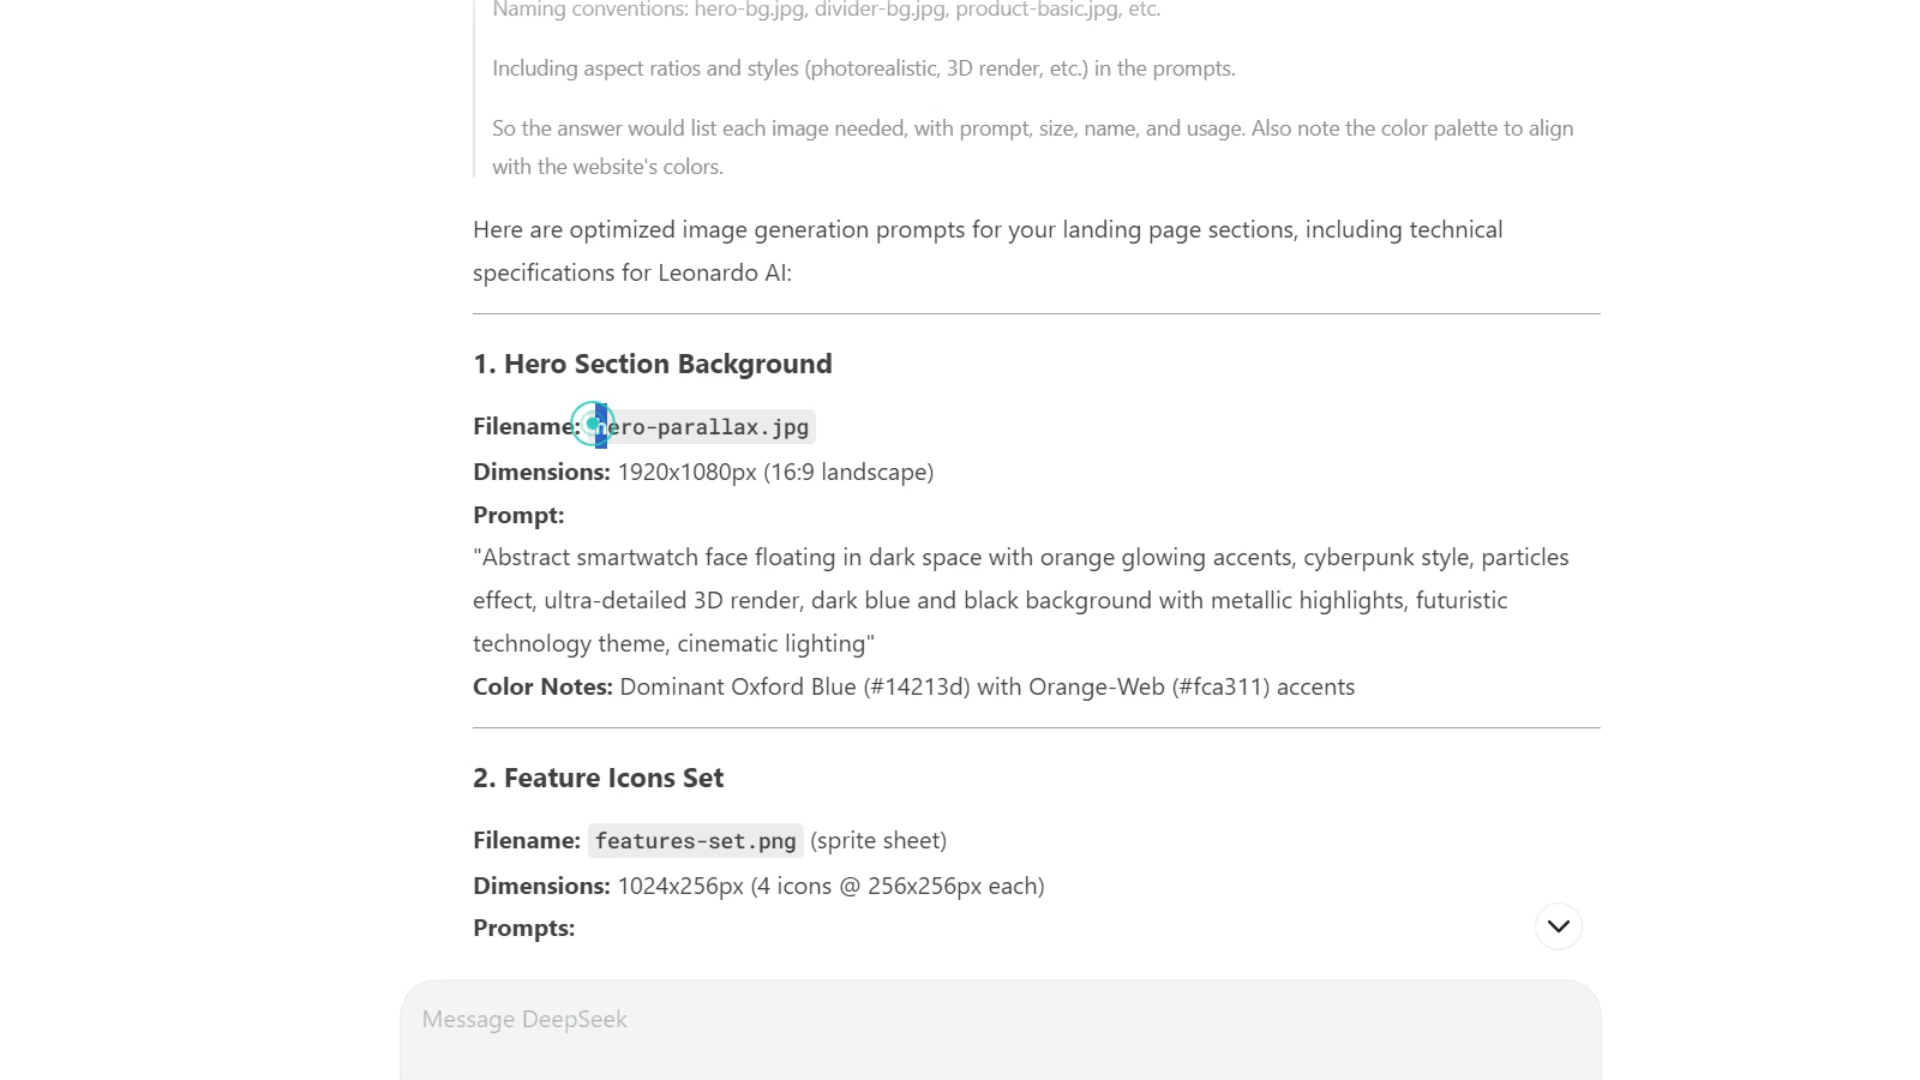 Naming conventions: hero-bg.jpg, divider-bg.jpg, product-basic.jpg, etc.
Including aspect ratios and styles (photorealistic, 3D render, etc.) in the prompts.
So the answer would list each image needed, with prompt, size, name, and usage. Also note the color palette to align
with the website's colors.
Here are optimized image generation prompts for your landing page sections, including technical
specifications for Leonardo AI:
1. Hero Section Background
Filename: hero-parallax.jpg
Dimensions: 1920x1080px (16:9 landscape)
Prompt:
"Abstract smartwatch face floating in dark space with orange glowing accents, cyberpunk style, particles
effect, ultra-detailed 3D render, dark blue and black background with metallic highlights, futuristic
technology theme, cinematic lighting"
Color Notes: Dominant Oxford Blue (#14213d) with Orange-Web (#fca311) accents
2. Feature Icons Set
Filename: features-set.png (sprite sheet)
Dimensions: 1024x256px (4 icons @ 256x256px each)
Prompts:
Message DeepSeek